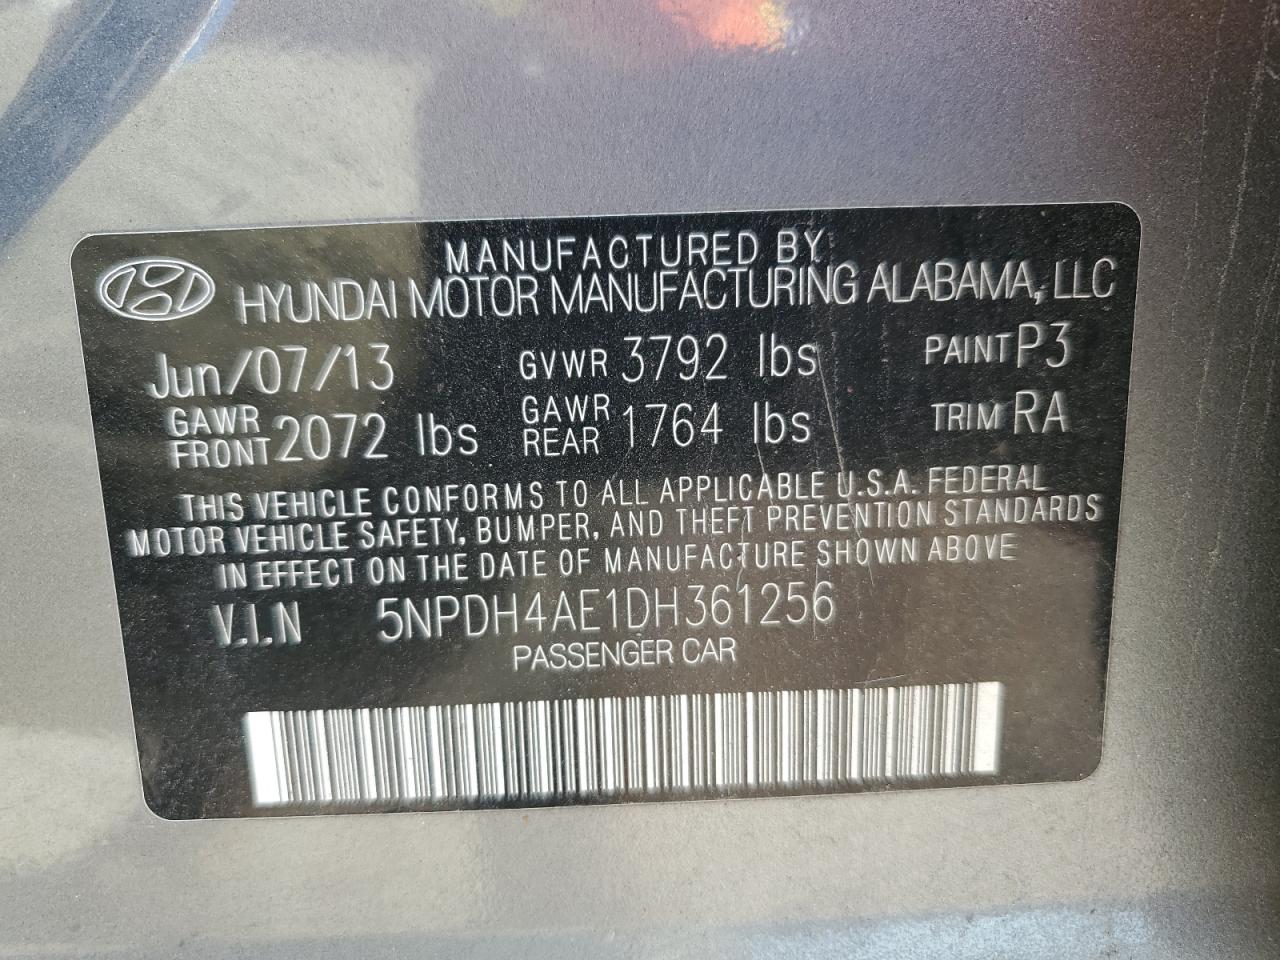 MANUFACTURED BY
HYUNDAI MOTOR MANUFACTURING ALABAMA, LLC
Jun/07/13 GVWR 3792 lbs PAINT P3
GAWR FRONT 2072 lbs GAWR REAR 1764 lbs TRIM RA
THIS VEHICLE CONFORMS TO ALL APPLICABLE U.S.A. FEDERAL
MOTOR VEHICLE SAFETY, BUMPER, AND THEFT PREVENTION STANDARDS
IN EFFECT ON THE DATE OF MANUFACTURE SHOWN ABOVE
V.I.N 5NPDH4AE1DH361256
PASSENGER CAR